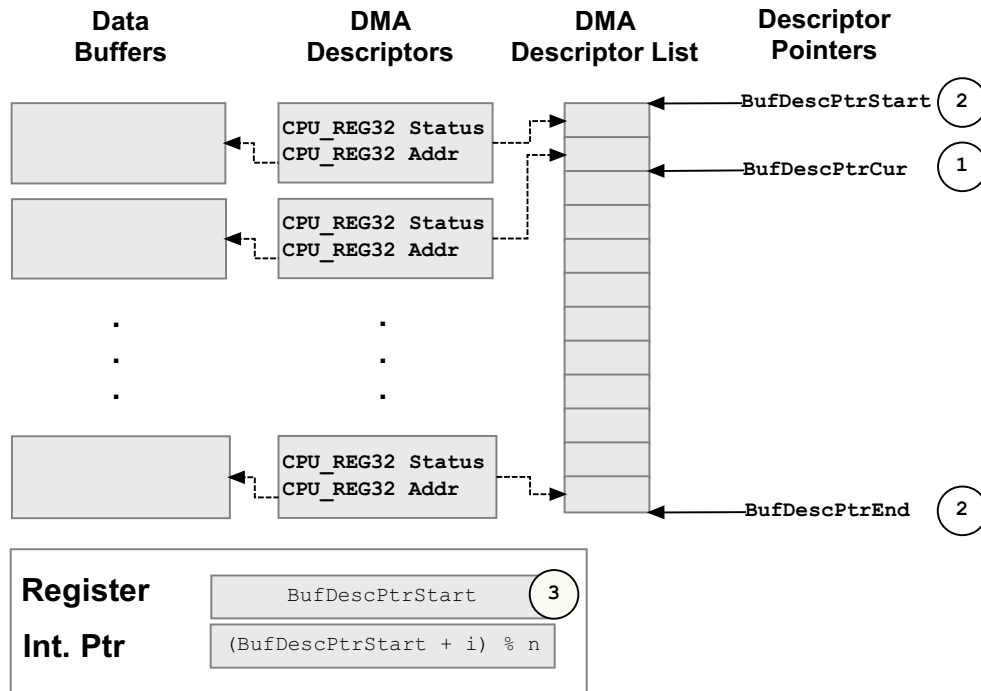 Data
Buffers
DMA
Descriptors
DMA
Descriptor List
Descriptor
Pointers
CPU_REG32 Status
CPU_REG32 Addr
BufDescPtrStart
2
BufDescPtrCur
1
CPU_REG32 Status
CPU_REG32 Addr
.
.
.
.
.
.
CPU_REG32 Status
CPU_REG32 Addr
BufDescPtrEnd
2
Register
BufDescPtrStart
3
Int. Ptr
(BufDescPtrStart + i) % n